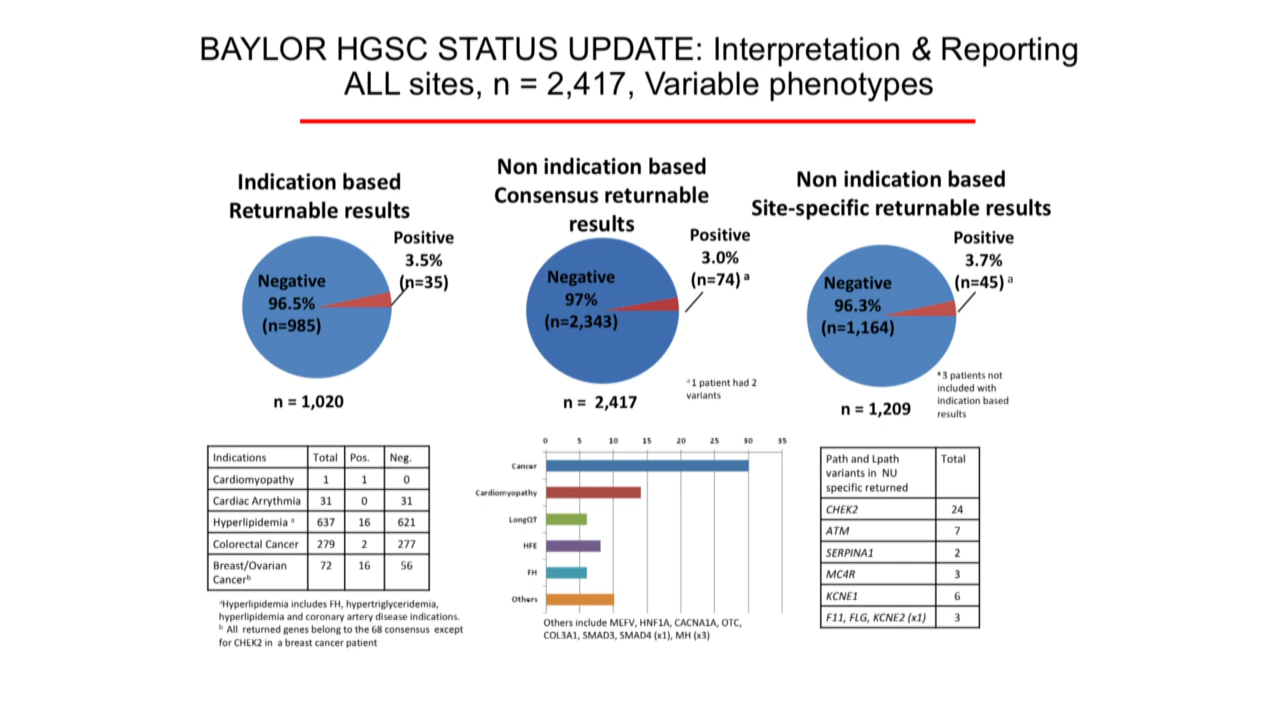 BAYLOR HGSC STATUS UPDATE: Interpretation & Reporting
ALL sites, n = 2,417, Variable phenotypes
Indication based
Returnable results
Positive
3.5%
(n=35)
Negative
96.5%
(n=985)
n = 1,020
Non indication based
Consensus returnable
results
Positive
3.0%
(n=74) a
Negative
97%
(n=2,343)
a 1 patient had 2
variants
n = 2,417
Non indication based
Site-specific returnable results
Positive
3.7%
(n=45) a
Negative
96.3%
(n=1,164)
a 3 patients not
included with
indication based
results
n = 1,209
Indications Total Pos. Neg.
Cardiomyopathy 1 1 0
Cardiac Arrythmia 31 0 31
Hyperlipidemia a 637 16 621
Colorectal Cancer 279 2 277
Breast/Ovarian 72 16 56
Cancerb
aHyperlipidemia includes FH, hypertriglyceridemia,
hyperlipidemia and coronary artery disease indications.
b All returned genes belong to the 68 consensus except
for CHEK2 in a breast cancer patient
0 5 10 15 20 25 30 35
Cancer
Cardiomyopathy
LongQT
HFE
FH
Others
Others include MEFV, HNF1A, CACNA1A, OTC,
COL3A1, SMAD3, SMAD4 (x1), MH (x3)
Path and Lpath Total
variants in NU
specific returned
CHEK2 24
ATM 7
SERPINA1 2
MC4R 3
KCNE1 6
F11, FLG, KCNE2 (x1) 3